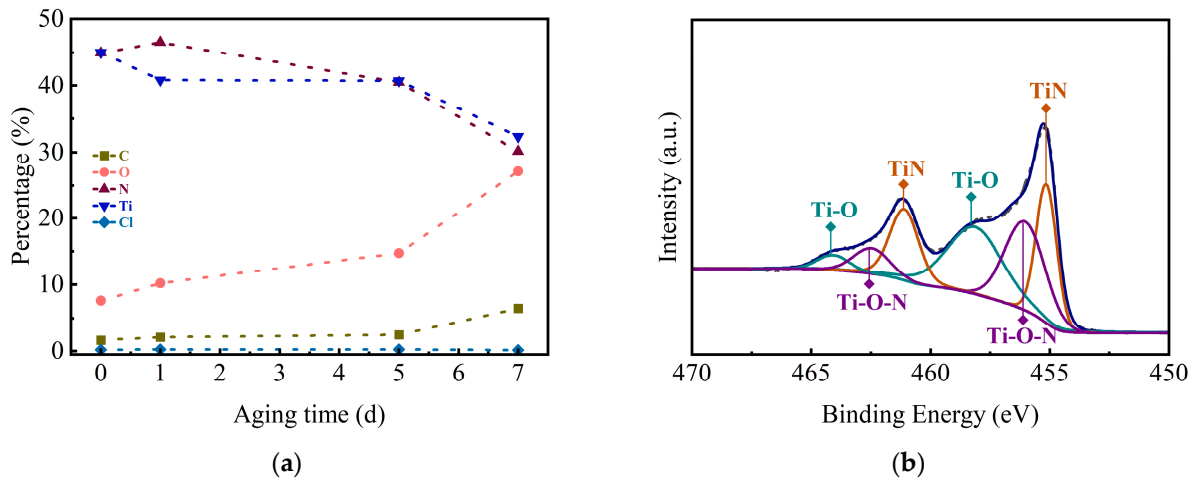 50
40
30
20
10
0
Percentage (%)
C
O
N
Ti
Cl
0 1 2 3 4 5 6 7
Aging time (d)
(a)
Intensity (a.u.)
TiN
TiN
Ti-O
Ti-O
Ti-O-N
Ti-O-N
470 465 460 455 450
Binding Energy (eV)
(b)